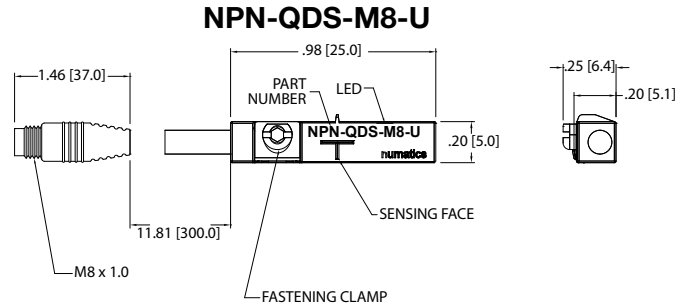 NPN-QDS-M8-U
.98 [25.0]
1.46 [37.0]
.25 [6.4]
PART
NUMBER
LED
.20 [5.1]
NPN-QDS-M8-U
.20 [5.0]
numatics
SENSING FACE
11.81 [300.0]
M8 x 1.0
FASTENING CLAMP